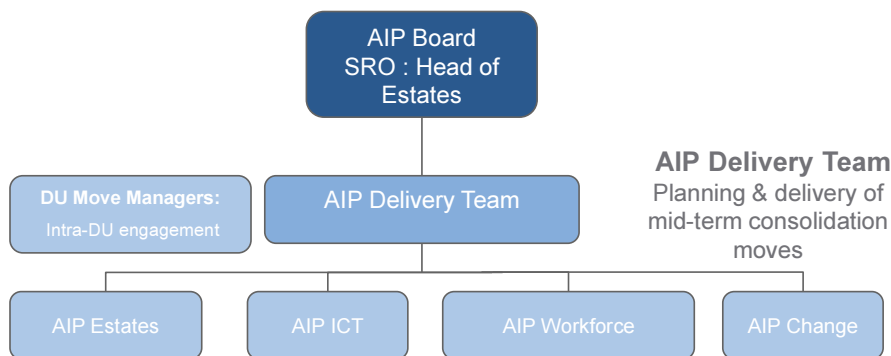 AIP Board
SRO : Head of
Estates
DU Move Managers:
Intra-DU engagement
AIP Delivery Team
AIP Delivery Team
Planning & delivery of
mid-term consolidation
moves
AIP Estates
AIP ICT
AIP Workforce
AIP Change